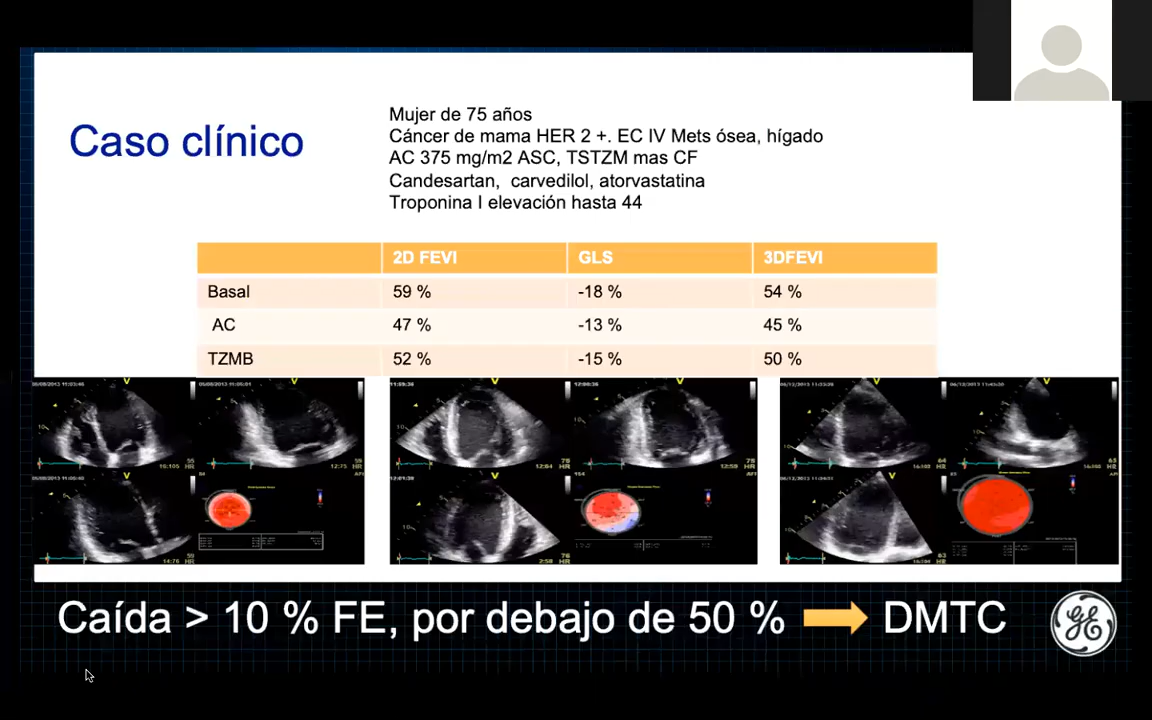 Caso clínico
Mujer de 75 años
Cáncer de mama HER 2 +. EC IV Mets ósea, hígado
AC 375 mg/m2 ASC, TSTZM mas CF
Candesartan, carvedilol, atorvastatina
Troponina I elevación hasta 44
2D FEVI GLS 3DFEVI
Basal 59 % -18 % 54 %
AC 47 % -13 % 45 %
TZMB 52 % -15 % 50 %
Caída > 10 % FE, por debajo de 50 % DMTC
GE